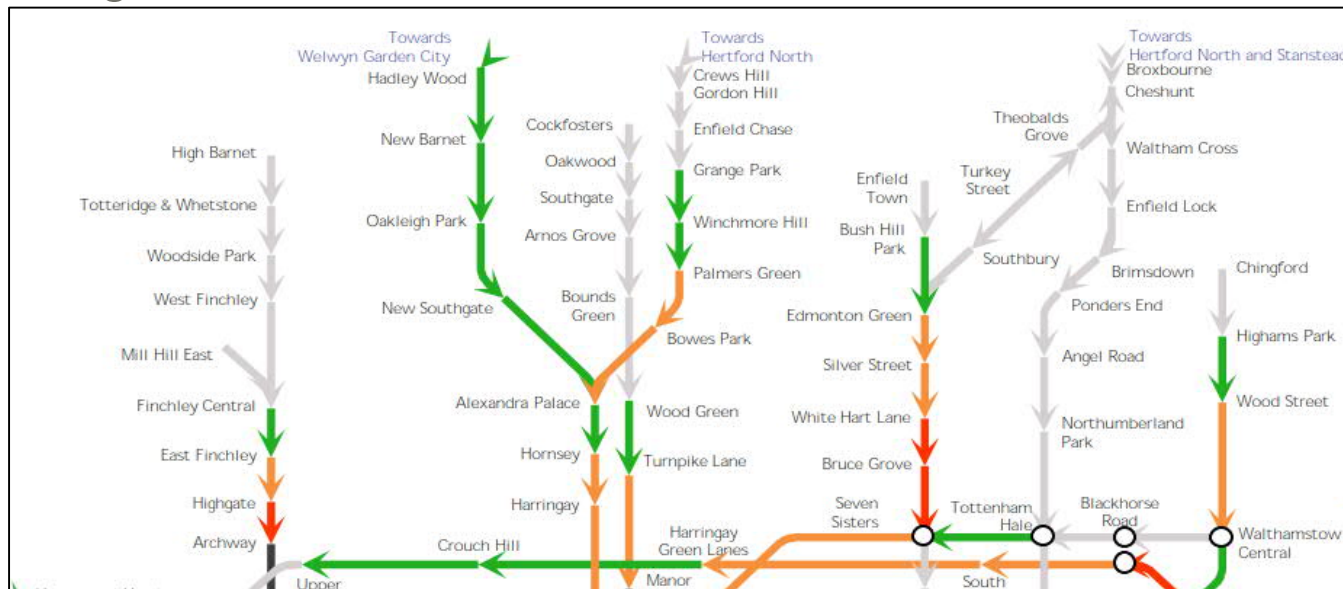 Towards
Welwyn Garden City
Hadley Wood
New Barnet
Oakleigh Park
New Southgate
High Barnet
Totteridge & Whetstone
Woodside Park
West Finchley
Mill Hill East
Finchley Central
East Finchley
Highgate
Archway
Towards
Hertford North
Crews Hill
Gordon Hill
Enfield Chase
Grange Park
Winchmore Hill
Palmers Green
Bowes Park
Cockfosters
Oakwood
Southgate
Arnos Grove
Bounds
Green
Wood Green
Turnpike Lane
Alexandra Palace
Hornsey
Harringay
Crouch Hill
Harringay
Green Lanes
Manor
Upper
Towards
Hertford North and Stanstead
Broxbourne
Cheshunt
Theobalds
Grove
Waltham Cross
Turkey
Street
Enfield Lock
Enfield
Town
Bush Hill
Park
Southbury
Brimsdown
Ponders End
Edmonton Green
Silver Street
Angel Road
White Hart Lane
Northumberland
Park
Bruce Grove
Seven
Sisters
Tottenham
Hale
Blackhorse
Road
South
Chingford
Highams Park
Wood Street
Walthamstow
Central